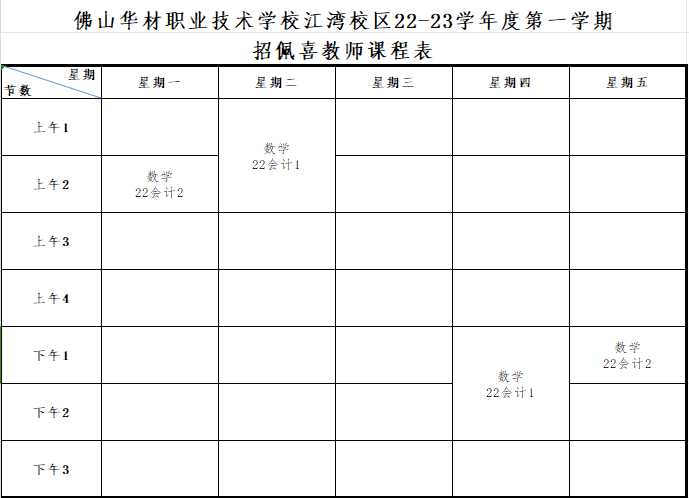 佛山华材职业技术学校江湾校区22-23学年度第一学期
招佩喜教师课程表
星期
节数
星期一
星期二
星期三
星期四
星期五
上午1
数学
22会计1
上午2
数学
22会计2
上午3
上午4
下午1
数学
22会计1
数学
22会计2
下午2
下午3